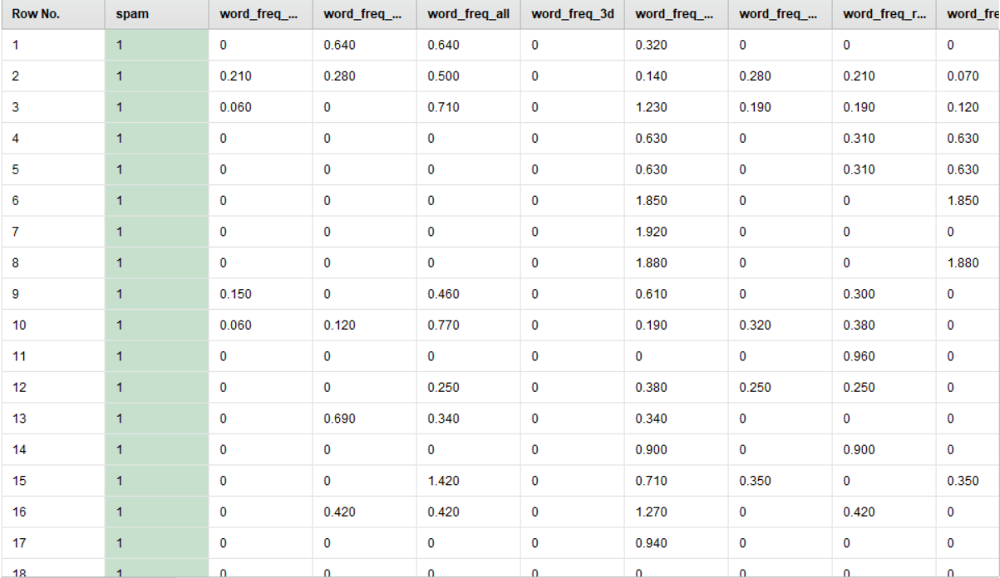 Row No. spam word_freq_... word_freq_... word_freq_all word_freq_3d word_freq_... word_freq_... word_freq_r... word_fre
1 1 0 0.640 0.640 0 0.320 0 0 0
2 1 0.210 0.280 0.500 0 0.140 0.280 0.210 0.070
3 1 0.060 0 0.710 0 1.230 0.190 0.190 0.120
4 1 0 0 0 0 0.630 0 0.310 0.630
5 1 0 0 0 0 0.630 0 0.310 0.630
6 1 0 0 0 0 1.850 0 0 1.850
7 1 0 0 0 0 1.920 0 0 0
8 1 0 0 0 0 1.880 0 0 1.880
9 1 0.150 0 0.460 0 0.610 0 0.300 0
10 1 0.060 0.120 0.770 0 0.190 0.320 0.380 0
11 1 0 0 0 0 0 0 0.960 0
12 1 0 0 0.250 0 0.380 0.250 0.250 0
13 1 0 0.690 0.340 0 0.340 0 0 0
14 1 0 0 0 0 0.900 0 0.900 0
15 1 0 0 1.420 0 0.710 0.350 0 0.350
16 1 0 0.420 0.420 0 1.270 0 0.420 0
17 1 0 0 0 0 0.940 0 0 0
18 1 0 0 0 0 0 0 0 0